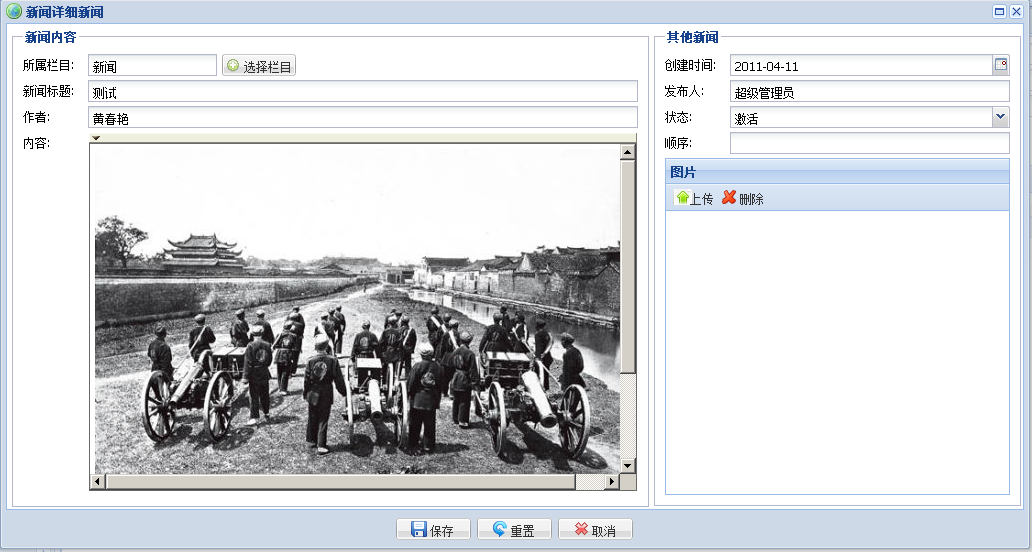 新闻详细新闻
新闻内容
所属栏目: 新闻 选择栏目
新闻标题: 测试
作者: 黄春艳
内容:
其他新闻
创建时间: 2011-04-11
发布人: 超级管理员
状态: 激活
顺序:
图片
上传 删除
保存 重置 取消